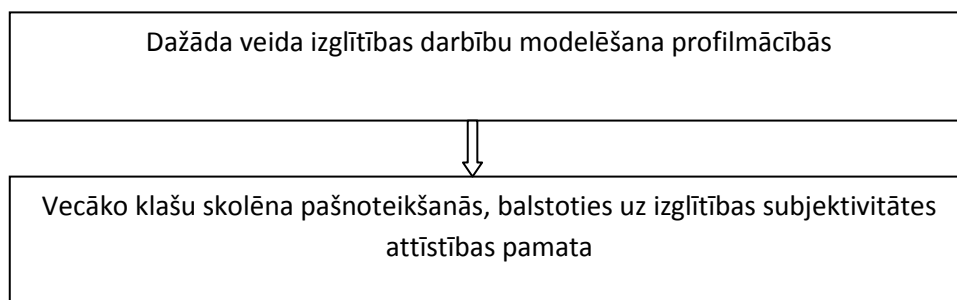 Dažāda veida izglītības darbību modelēšana profilmācībās
Vecāko klašu skolēna pašnoteikšanās, balstoties uz izglītības subjektivitātes
attīstības pamata